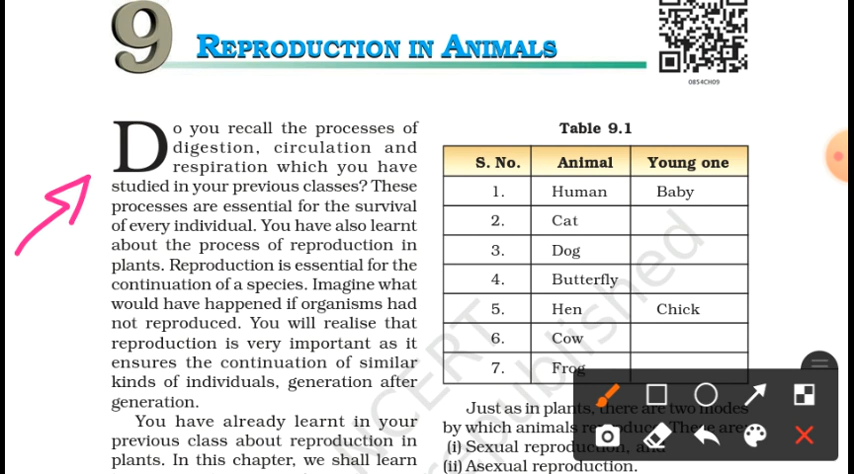 9 REPRODUCTION IN ANIMALS
0854CH09
Do you recall the processes of
digestion, circulation and
respiration which you have
studied in your previous classes? These
processes are essential for the survival
of every individual. You have also learnt
about the process of reproduction in
plants. Reproduction is essential for the
continuation of a species. Imagine what
would have happened if organisms had
not reproduced. You will realise that
reproduction is very important as it
ensures the continuation of similar
kinds of individuals, generation after
generation.
You have already learnt in your
previous class about reproduction in
plants. In this chapter, we shall learn
Table 9.1
S. No. Animal Young one
1. Human Baby
2. Cat
3. Dog
4. Butterfly
5. Hen Chick
6. Cow
7. Frog
Just as in plants, there are two modes
by which animals reproduce. These are:
(i) Sexual reproduction, and
(ii) Asexual reproduction.
NCERT
republished